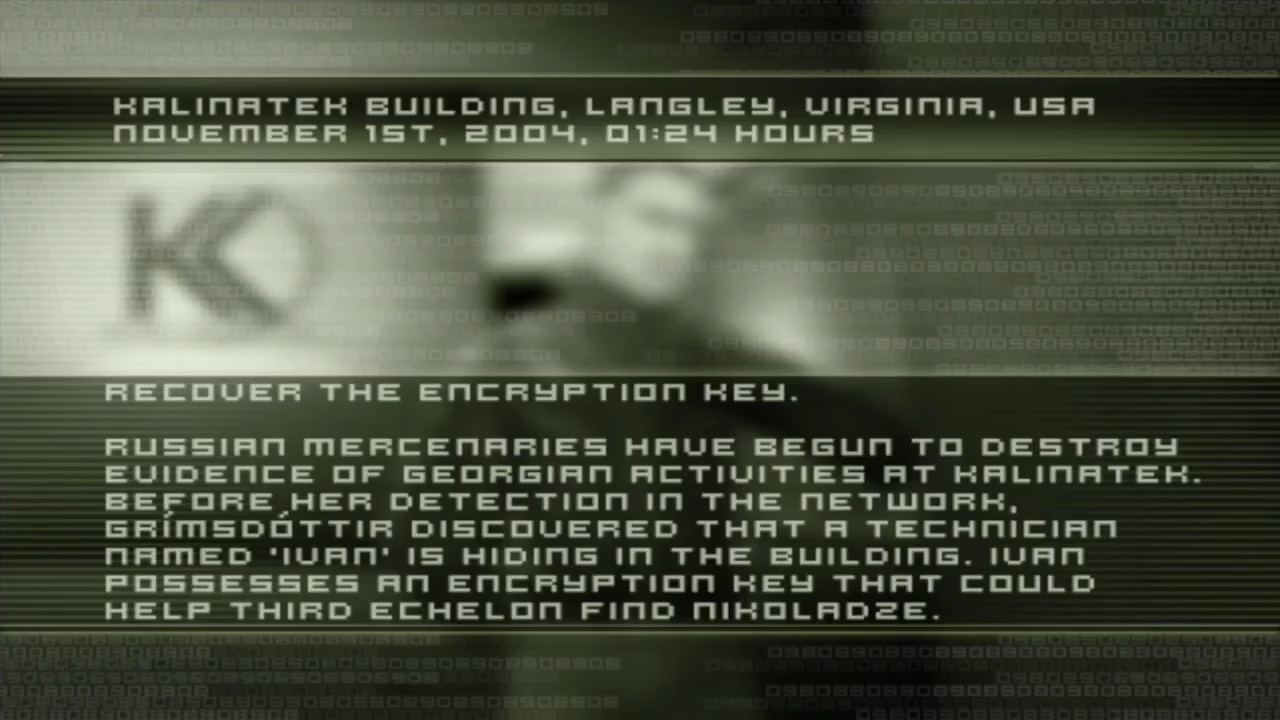 KALINATEK BUILDING, LANGLEY, VIRGINIA, USA
NOVEMBER 1ST, 2004, 01:24 HOURS
K
RECOVER THE ENCRYPTION KEY.
RUSSIAN MERCENARIES HAVE BEGUN TO DESTROY
EVIDENCE OF GEORGIAN ACTIVITIES AT KALINATEK.
BEFORE HER DETECTION IN THE NETWORK,
GRÍMSDÓTTIR DISCOVERED THAT A TECHNICIAN
NAMED 'IVAN' IS HIDING IN THE BUILDING. IVAN
POSSESSES AN ENCRYPTION KEY THAT COULD
HELP THIRD ECHELON FIND NIKOLADZE.